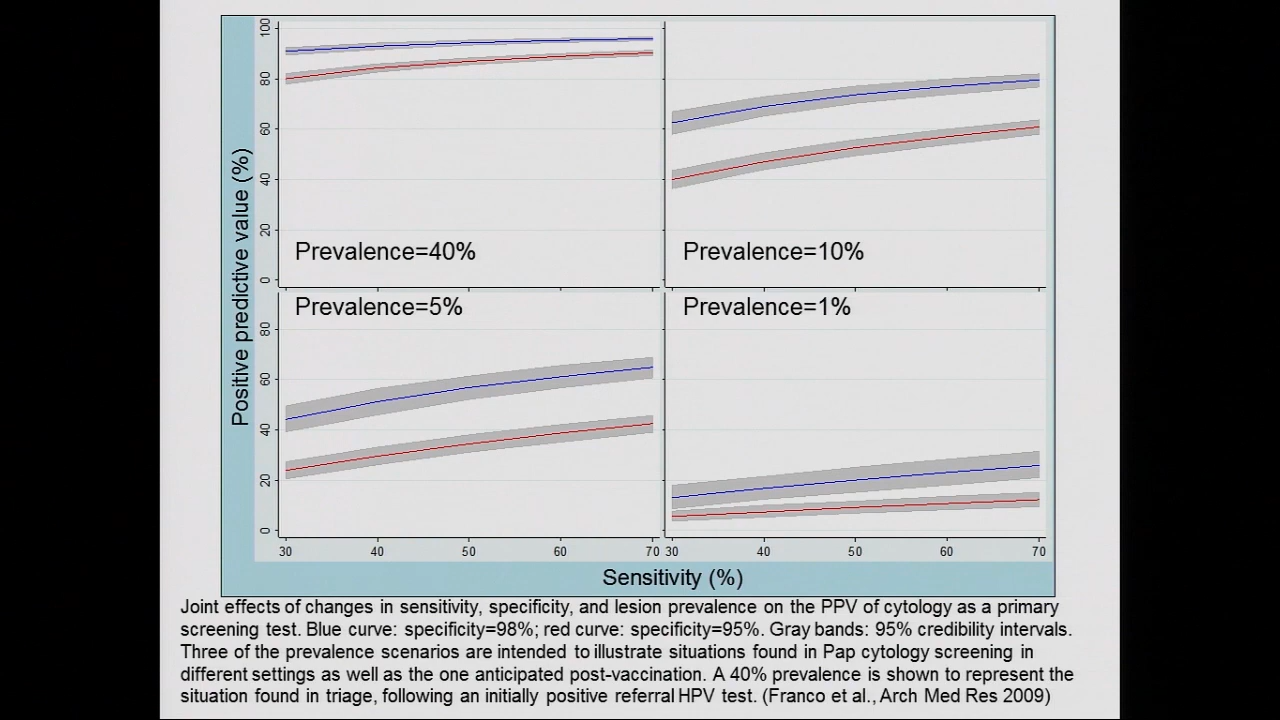 Positive predictive value (%)
100
80
60
40
20
0
Prevalence=40%
Prevalence=10%
Prevalence=5%
Prevalence=1%
80
60
40
20
0
30 40 50 60 70 30 40 50 60 70
Sensitivity (%)
Joint effects of changes in sensitivity, specificity, and lesion prevalence on the PPV of cytology as a primary
screening test. Blue curve: specificity=98%; red curve: specificity=95%. Gray bands: 95% credibility intervals.
Three of the prevalence scenarios are intended to illustrate situations found in Pap cytology screening in
different settings as well as the one anticipated post-vaccination. A 40% prevalence is shown to represent the
situation found in triage, following an initially positive referral HPV test. (Franco et al., Arch Med Res 2009)